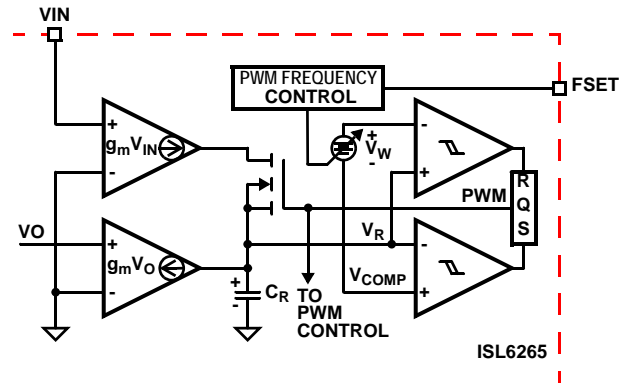 VIN
PWM FREQUENCY
CONTROL
FSET
+
gmVIN
-
+
VW
-
-
+
R
Q
S
PWM
VO
+
gmVO
-
VR
-
VCOMP
+
+
-
CR
TO
PWM
CONTROL
ISL6265